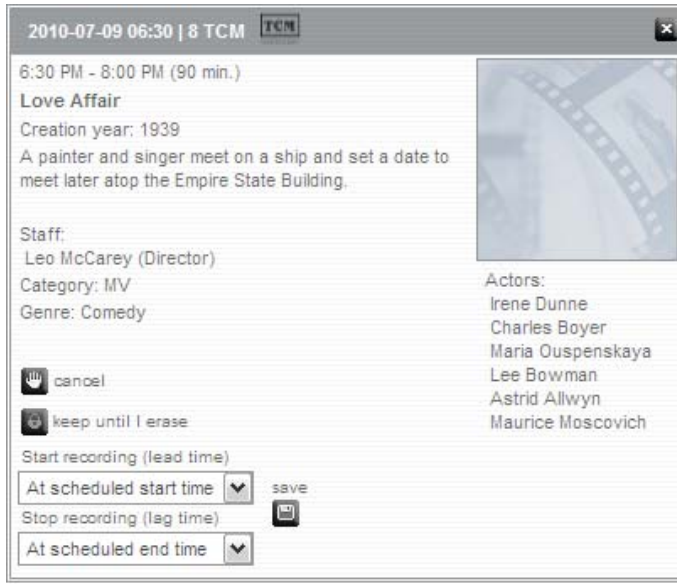 2010-07-09 06:30 | 8 TCM TCM
6:30 PM - 8:00 PM (90 min.)
Love Affair
Creation year: 1939
A painter and singer meet on a ship and set a date to
meet later atop the Empire State Building.
Staff:
Leo McCarey (Director)
Category: MV
Genre: Comedy
Actors:
Irene Dunne
Charles Boyer
Maria Ouspenskaya
Lee Bowman
Astrid Allwyn
Maurice Moscovich
cancel
keep until I erase
Start recording (lead time)
At scheduled start time
save
Stop recording (lag time)
At scheduled end time